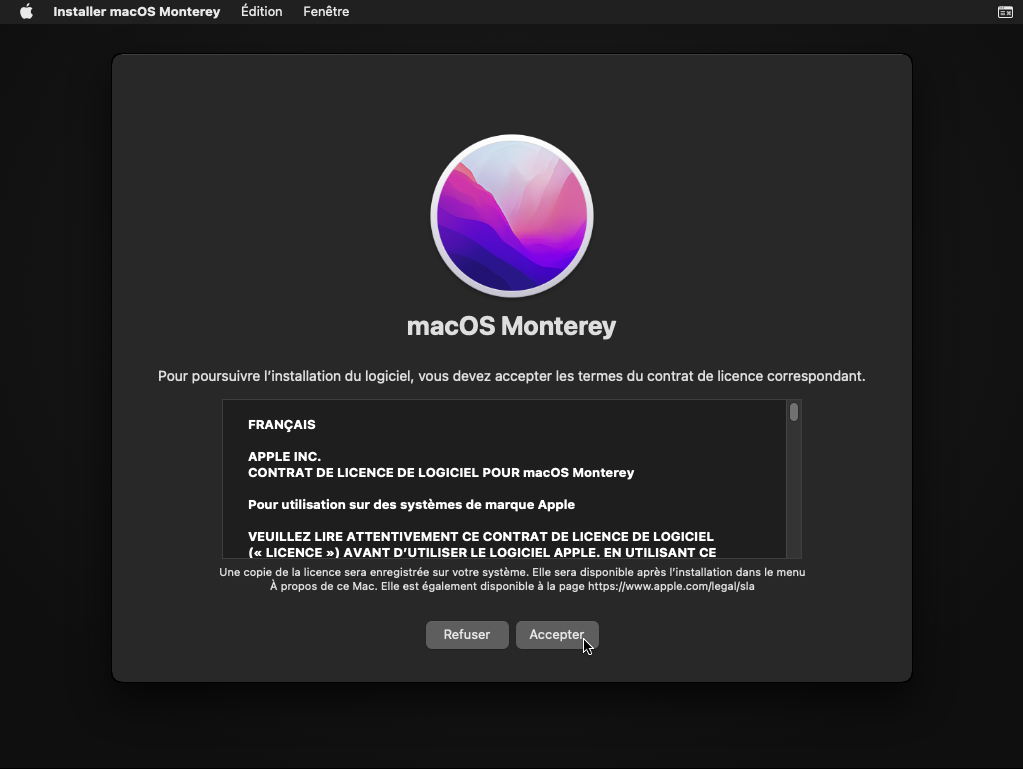 Installer macOS Monterey Édition Fenêtre
macOS Monterey
Pour poursuivre l’installation du logiciel, vous devez accepter les termes du contrat de licence correspondant.
FRANÇAIS
APPLE INC.
CONTRAT DE LICENCE DE LOGICIEL POUR macOS Monterey
Pour utilisation sur des systèmes de marque Apple
VEUILLEZ LIRE ATTENTIVEMENT CE CONTRAT DE LICENCE DE LOGICIEL
(« LICENCE ») AVANT D’UTILISER LE LOGICIEL APPLE. EN UTILISANT CE
Une copie de la licence sera enregistrée sur votre système. Elle sera disponible après l’installation dans le menu
À propos de ce Mac. Elle est également disponible à la page https://www.apple.com/legal/sla
Refuser Accepter